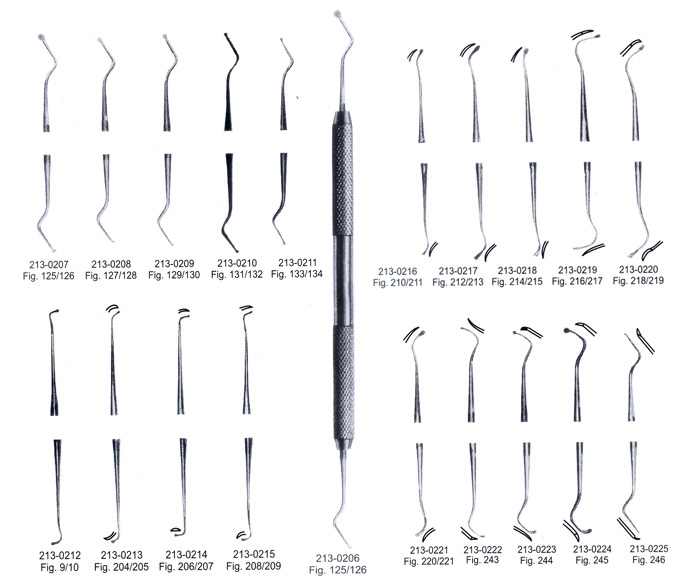 213-0207
Fig. 125/126
213-0208
Fig. 127/128
213-0209
Fig. 129/130
213-0210
Fig. 131/132
213-0211
Fig. 133/134
213-0216
Fig. 210/211
213-0217
Fig. 212/213
213-0218
Fig. 214/215
213-0219
Fig. 216/217
213-0220
Fig. 218/219
213-0212
Fig. 9/10
213-0213
Fig. 204/205
213-0214
Fig. 206/207
213-0215
Fig. 208/209
213-0206
Fig. 125/126
213-0221
Fig. 220/221
213-0222
Fig. 243
213-0223
Fig. 244
213-0224
Fig. 245
213-0225
Fig. 246